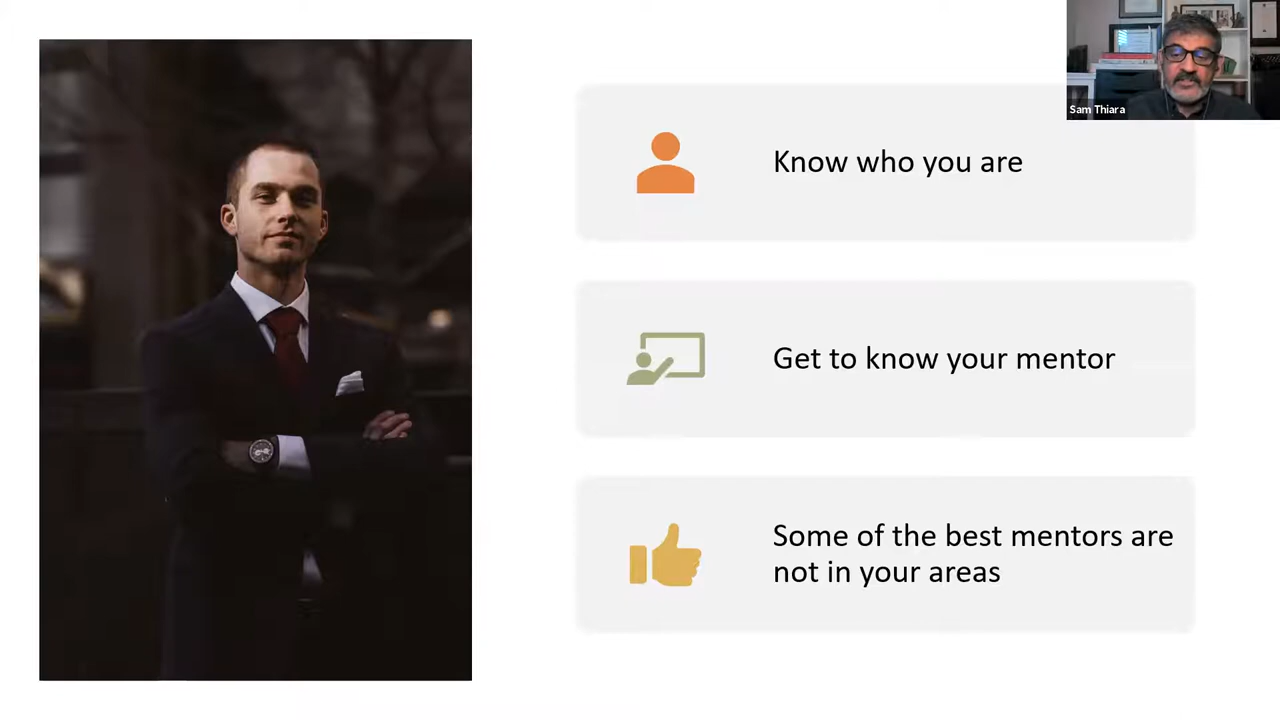 Sam Thiara
Know who you are
Get to know your mentor
Some of the best mentors are
not in your areas